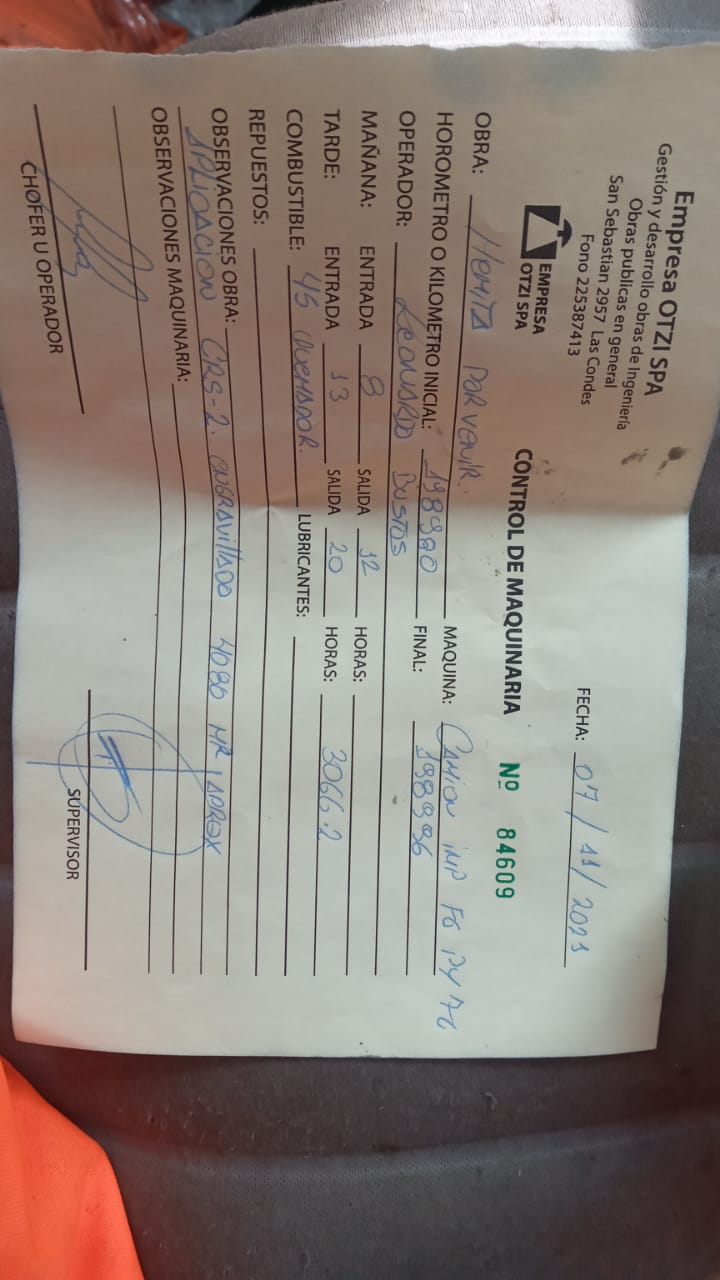 Empresa OTZI SPA
Gestión y desarrollo obras de Ingeniería
Obras publicas en general
San Sebastian 2957 Las Condes
Fono 225387413
EMPRESA
OTZI SPA
FECHA: 07/11/2021
CONTROL DE MAQUINARIA Nº 84609
OBRA: HEMITA PORVENIR.
MAQUINA: CAMION IMP FG PY 76
HOROMETRO O KILOMETRO INICIAL: 198980 FINAL: 198996
OPERADOR: LEONARDO BUSTOS
MAÑANA: ENTRADA 8 SALIDA 12 HORAS:
TARDE: ENTRADA 13 SALIDA 20 HORAS: 3066.2
COMBUSTIBLE: 45 QUEMADOR. LUBRICANTES:
REPUESTOS:
OBSERVACIONES OBRA:
APLICACION CRS-2. ENGRAVILLADO 4080 M² APROX
OBSERVACIONES MAQUINARIA:
CHOFER U OPERADOR
SUPERVISOR